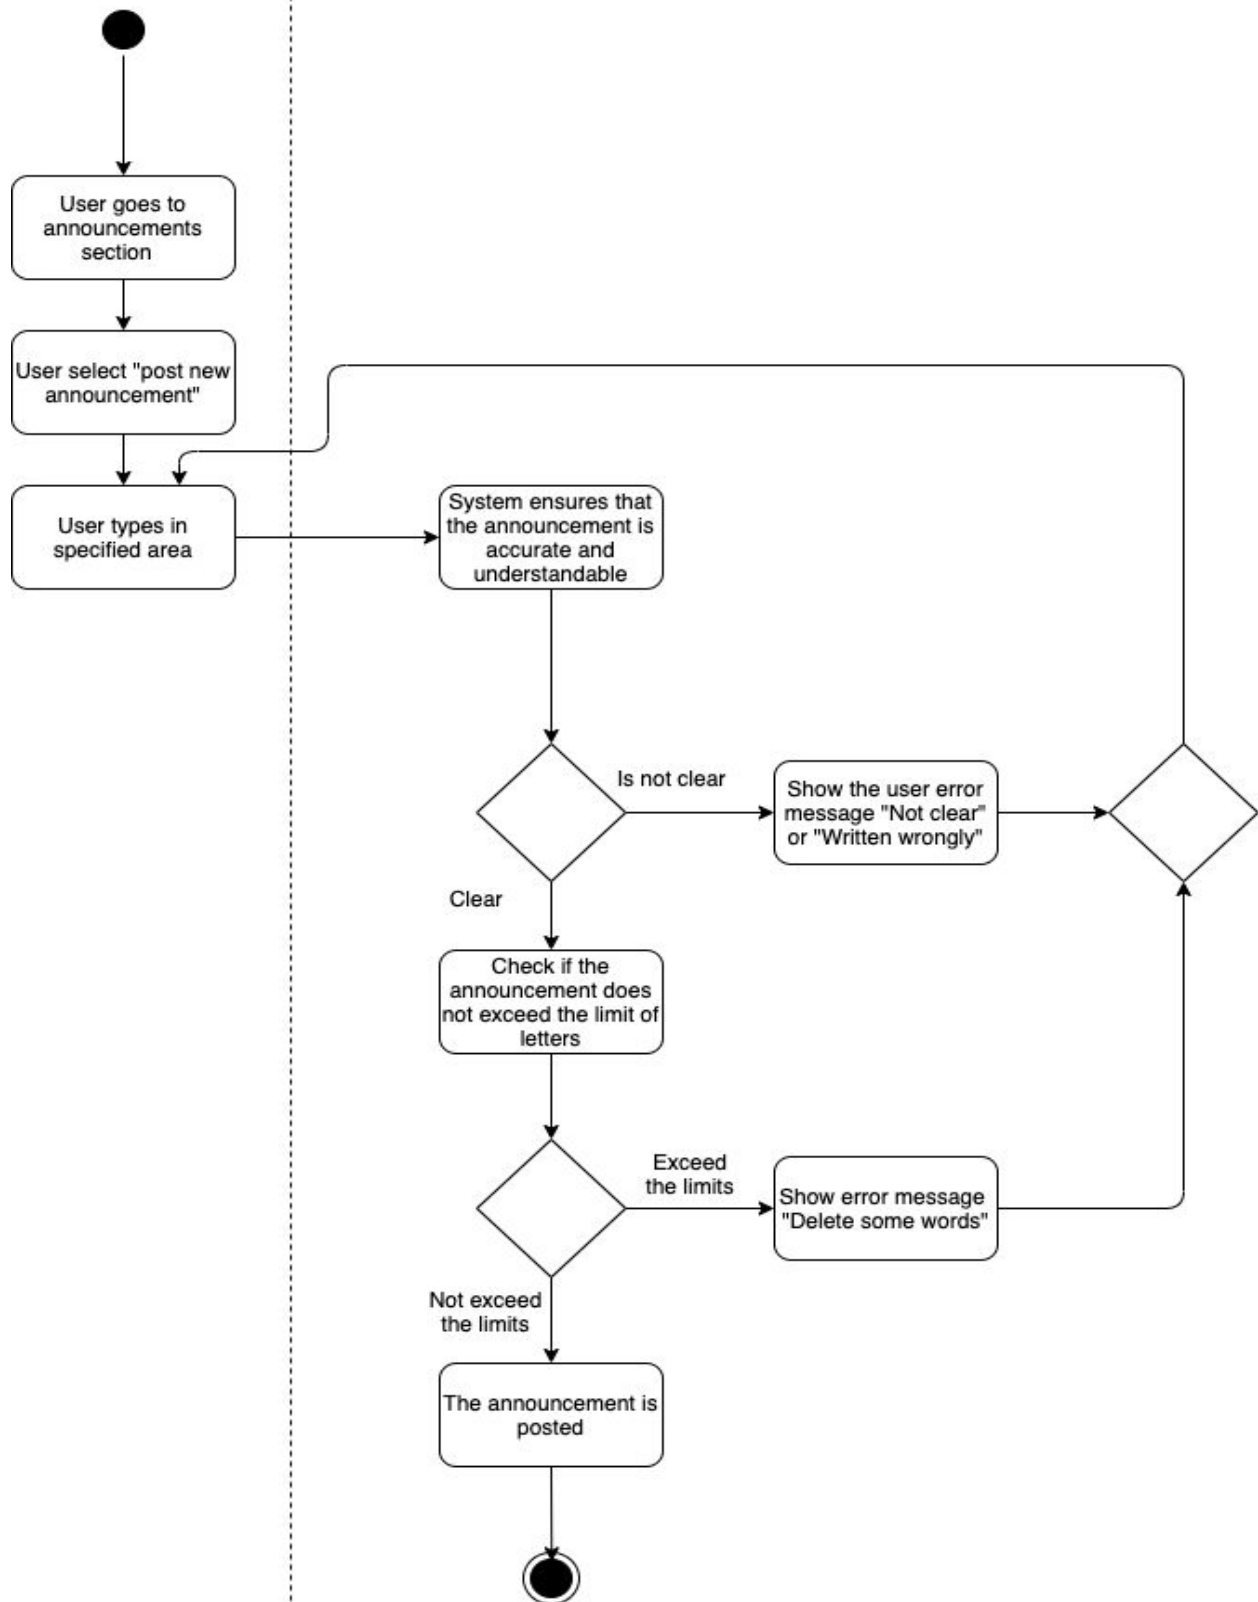 User goes to
announcements
section
User select "post new
announcement"
User types in
specified area
System ensures that
the announcement is
accurate and
understandable
Is not clear
Show the user error
message "Not clear"
or "Written wrongly"
Clear
Check if the
announcement does
not exceed the limit of
letters
Exceed
the limits
Show error message
"Delete some words"
Not exceed
the limits
The announcement is
posted